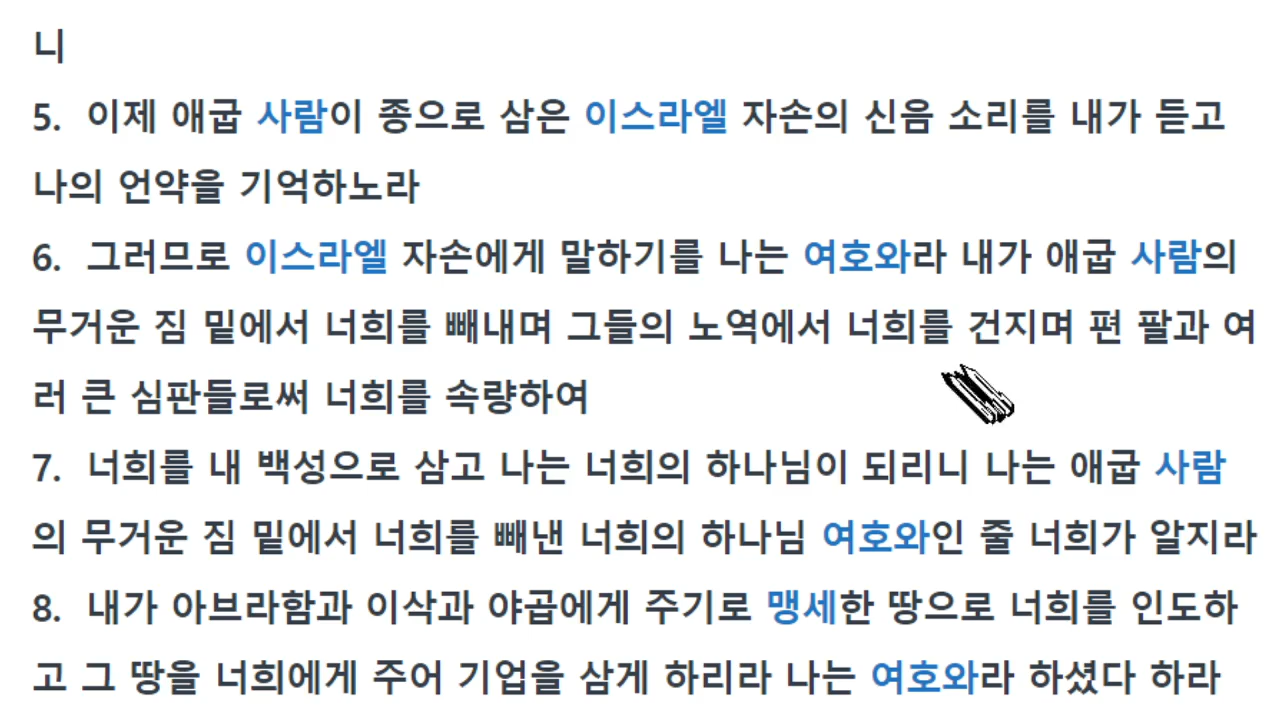 니
5. 이제 애굽 사람이 종으로 삼은 이스라엘 자손의 신음 소리를 내가 듣고
나의 언약을 기억하노라
6. 그러므로 이스라엘 자손에게 말하기를 나는 여호와라 내가 애굽 사람의
무거운 짐 밑에서 너희를 빼내며 그들의 노역에서 너희를 건지며 편 팔과 여
러 큰 심판들로써 너희를 속량하여
7. 너희를 내 백성으로 삼고 나는 너희의 하나님이 되리니 나는 애굽 사람
의 무거운 짐 밑에서 너희를 빼낸 너희의 하나님 여호와인 줄 너희가 알지라
8. 내가 아브라함과 이삭과 야곱에게 주기로 맹세한 땅으로 너희를 인도하
고 그 땅을 너희에게 주어 기업을 삼게 하리라 나는 여호와라 하셨다 하라